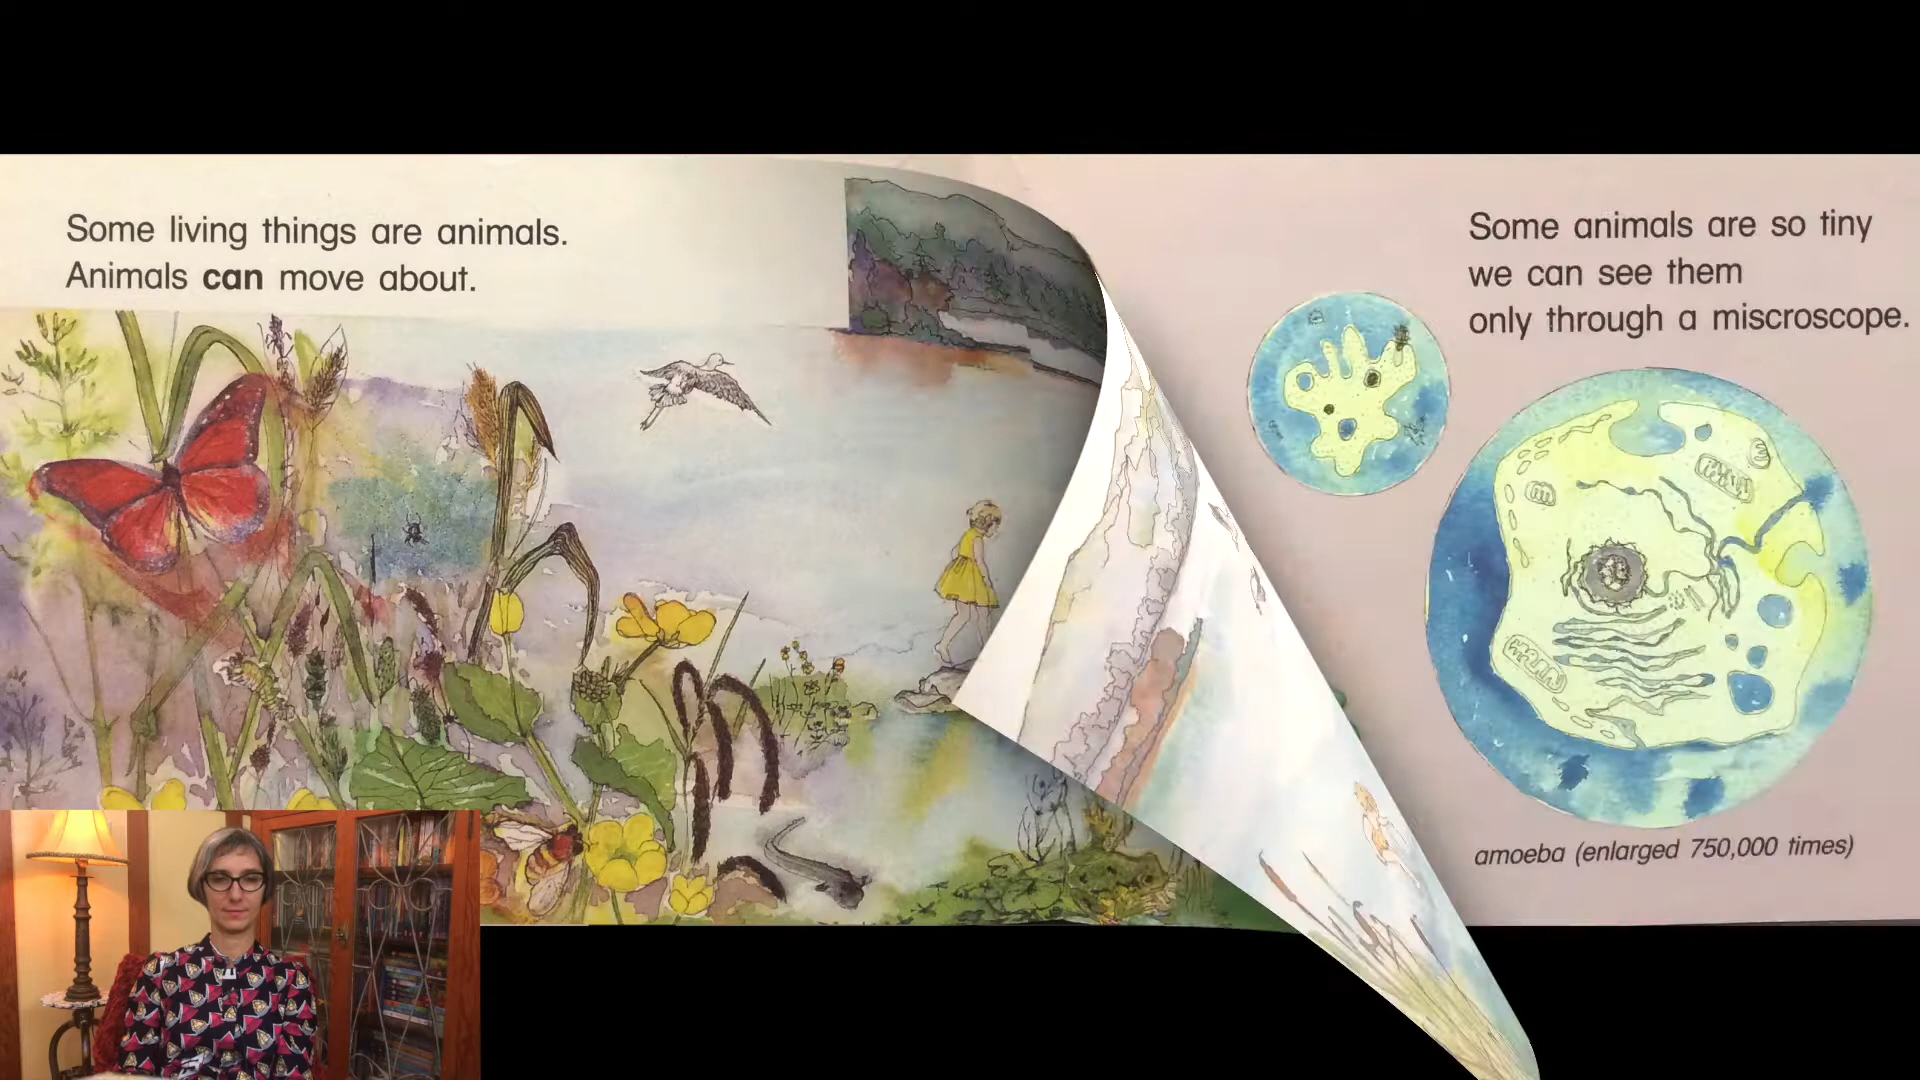 Some living things are animals.
Animals can move about.
Some animals are so tiny
we can see them
only through a miscroscope.
amoeba (enlarged 750,000 times)